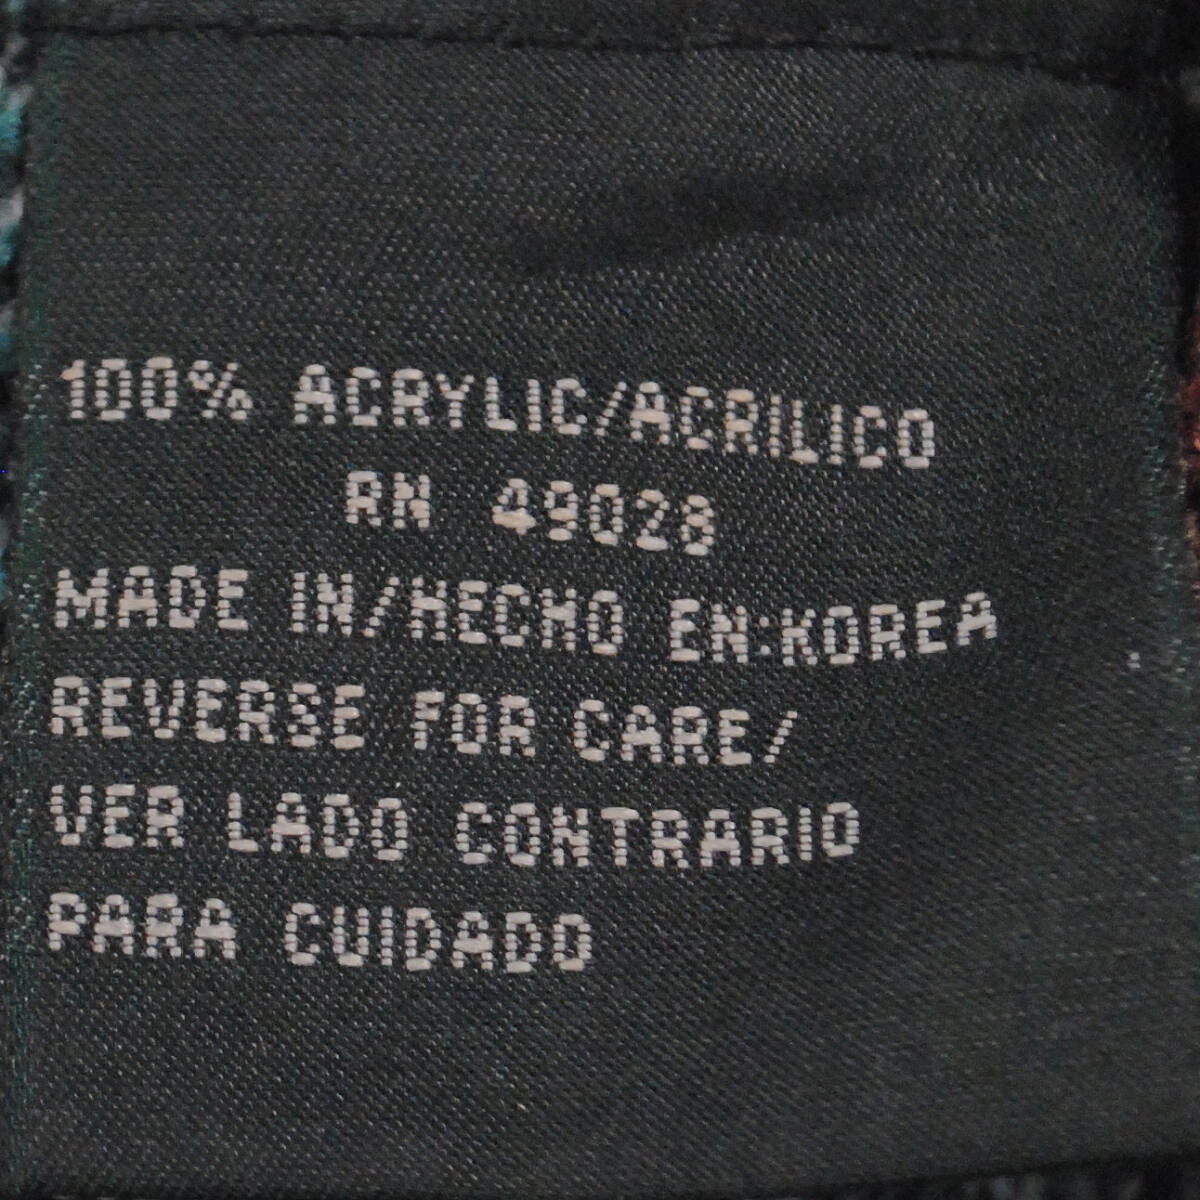 100% ACRYLIC/ACRILICO
RN 49028
MADE IN/HECHO EN:KOREA
REVERSE FOR CARE/
VER LADO CONTRARIO
PARA CUIDADO